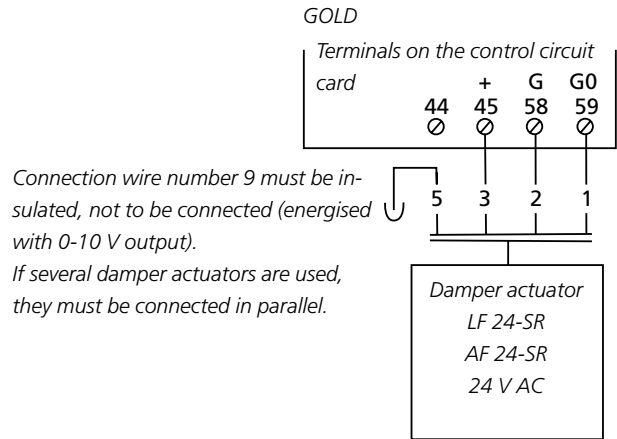 GOLD
Terminals on the control circuit
card + G G0
44 45 58 59
Connection wire number 9 must be in-
sulated, not to be connected (energised
with 0-10 V output).
If several damper actuators are used,
they must be connected in parallel.
5 3 2 1
Damper actuator
LF 24-SR
AF 24-SR
24 V AC